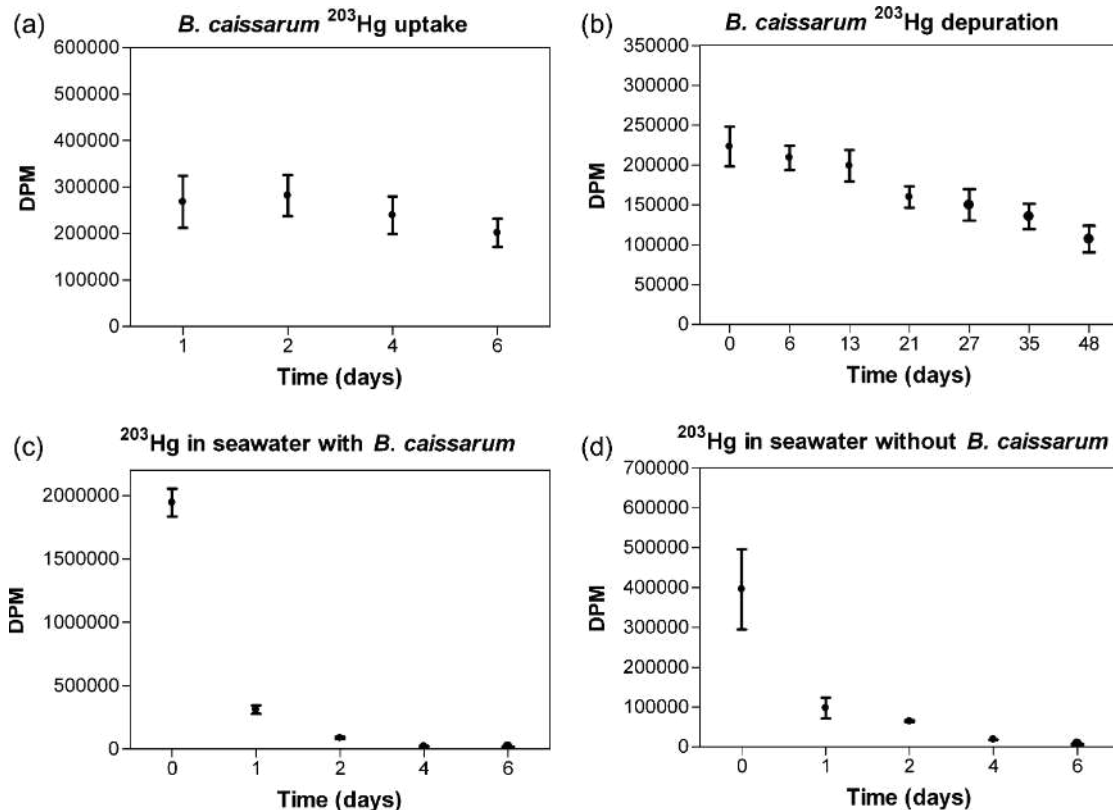 (a) B. caissarum ²⁰³Hg uptake
600000
500000
400000
300000
200000
100000
0
DPM
1 2 4 6
Time (days)
(b) B. caissarum ²⁰³Hg depuration
350000
300000
250000
200000
150000
100000
50000
0
DPM
0 6 13 21 27 35 48
Time (days)
(c) ²⁰³Hg in seawater with B. caissarum
2000000
1500000
1000000
500000
0
DPM
0 1 2 4 6
Time (days)
(d) ²⁰³Hg in seawater without B. caissarum
700000
600000
500000
400000
300000
200000
100000
0
DPM
0 1 2 4 6
Time (days)